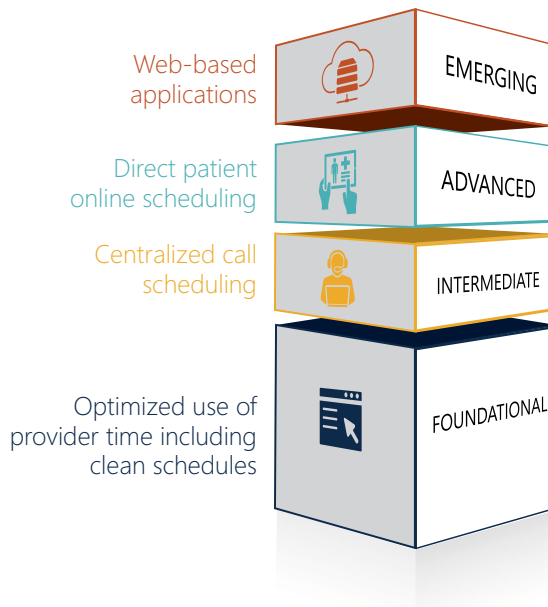 Web-based
applications
EMERGING
Direct patient
online scheduling
ADVANCED
Centralized call
scheduling
INTERMEDIATE
Optimized use of
provider time including
clean schedules
FOUNDATIONAL